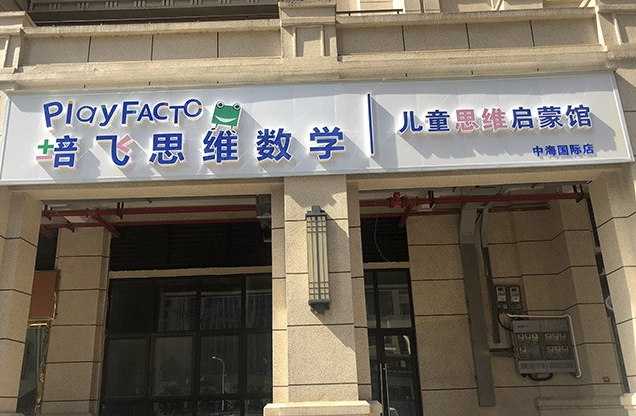 PlayFACTO
培飞思维数学
儿童思维启蒙馆
中海国际店